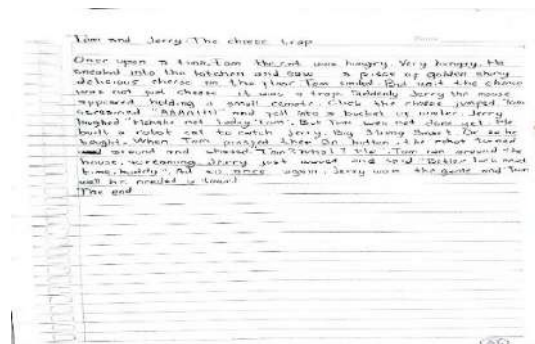 Tom and Jerry: The cheese trap
Once upon a time, Tom the cat was hungry. Very hungry. He
sneaked into the kitchen and saw a piece of golden shiny
delicious cheese on the floor. Tom smiled. But wait the cheese
was not just cheese it was a trap. Suddenly Jerry the mouse
appeared, holding a small remote. Click the cheese jumped Tom
screamed and fell into a bucket of water. Jerry
laughed not today Tom". But Tom was not done yet. He
built a robot cat to catch Jerry. Big Strong Smart Or so he
thought. When Tom pressed the On button, the robot turned
around and chased Tom. Tom ran around the
house, screaming Jerry just waved and said "Better luck next
time, buddy". And so once again, Jerry won the game and Tom
well he needed a towel
The end